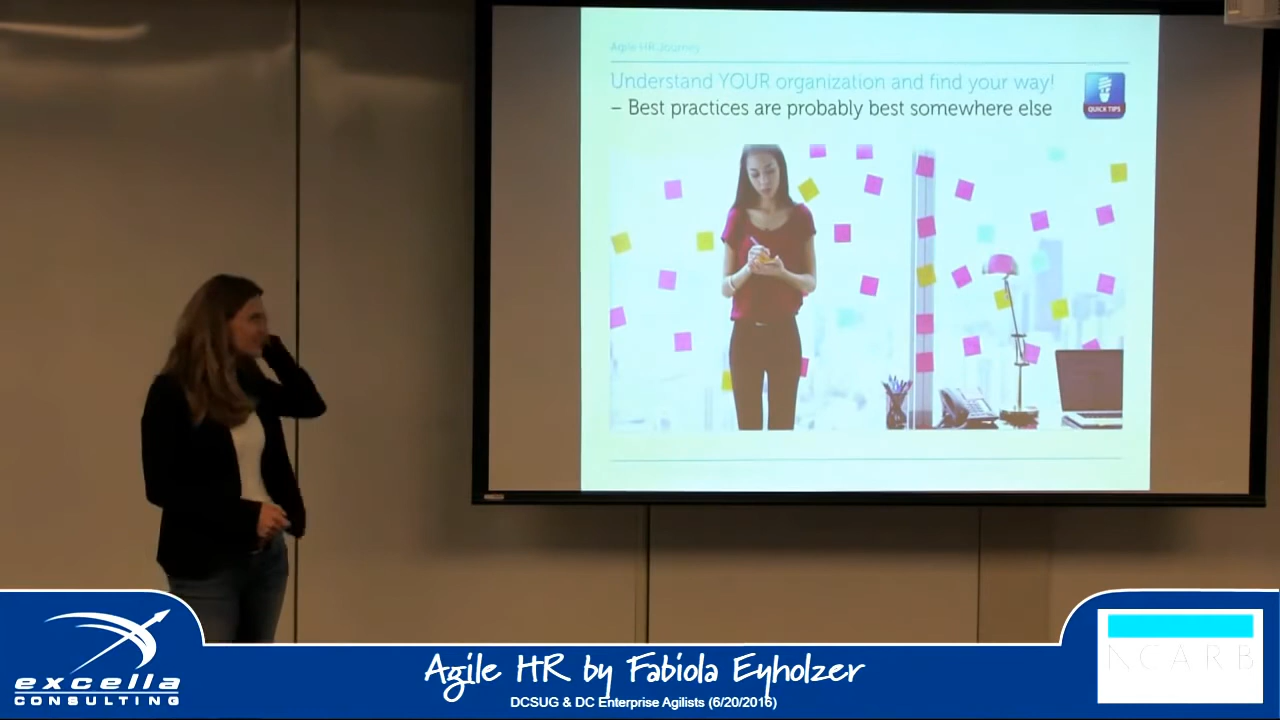 Agile HR Journey
Understand YOUR organization and find your way!
– Best practices are probably best somewhere else
QUICK TIPS
excella
CONSULTING
Agile HR by Fabiola Eyholzer
DCSUG & DC Enterprise Agilists (6/20/2016)
NCARB